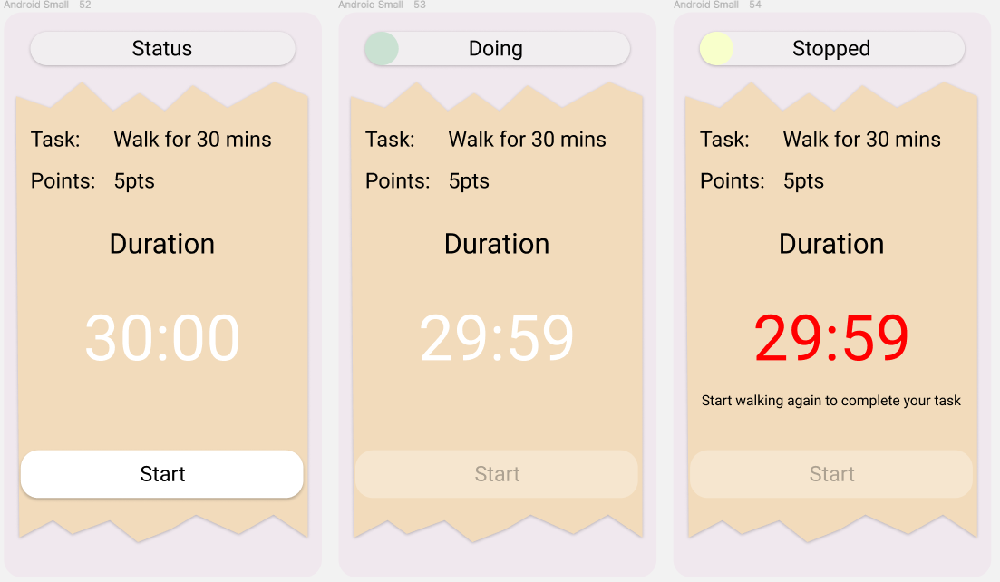 Android Small - 52
Status
Task: Walk for 30 mins
Points: 5pts
Duration
30:00
Start
Android Small - 53
Doing
Task: Walk for 30 mins
Points: 5pts
Duration
29:59
Start
Android Small - 54
Stopped
Task: Walk for 30 mins
Points: 5pts
Duration
29:59
Start walking again to complete your task
Start